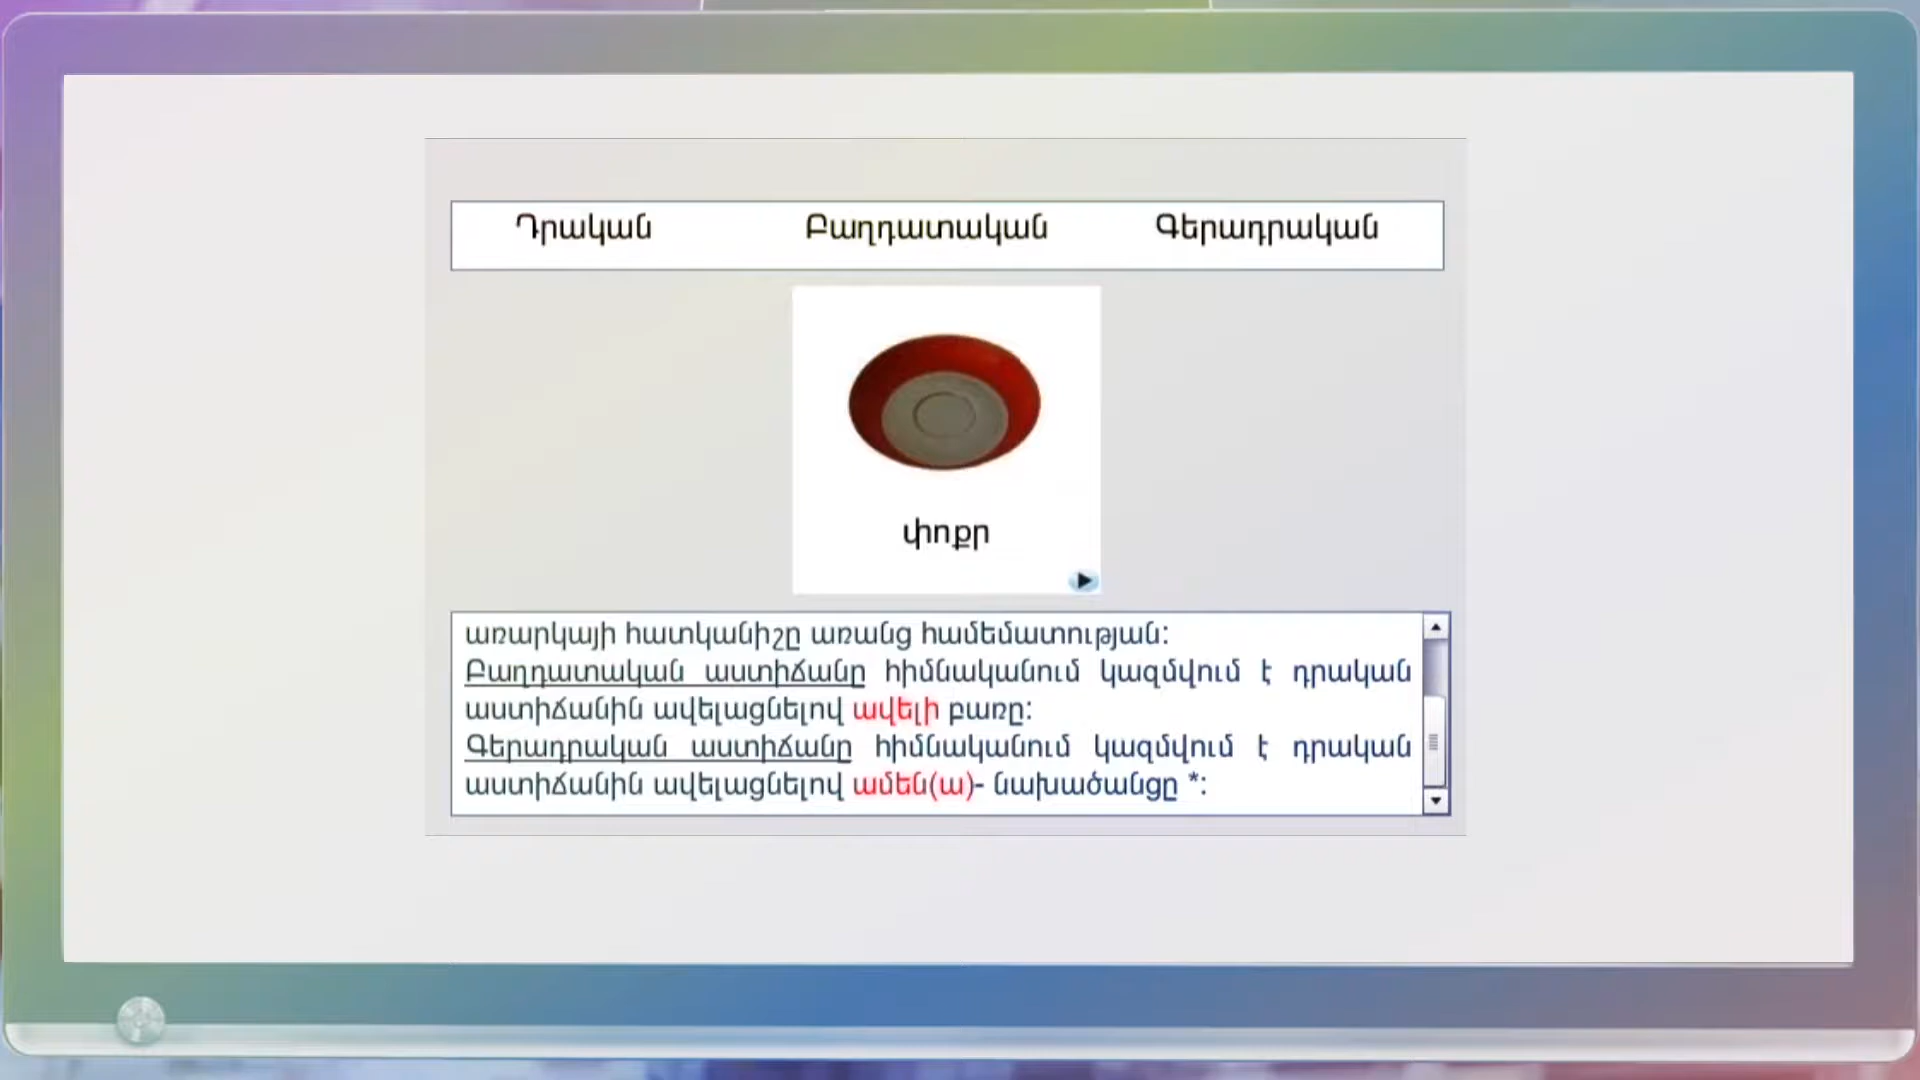 Դրական Բաղդատական Գերադրական
փոքր
առարկայի հատկանիշը առանց համեմատության:
Բաղդատական աստիճանը հիմնականում կազմվում է դրական
աստիճանին ավելացնելով ավելի բառը:
Գերադրական աստիճանը հիմնականում կազմվում է դրական
աստիճանին ավելացնելով ամեն(ա)- նախածանցը *: